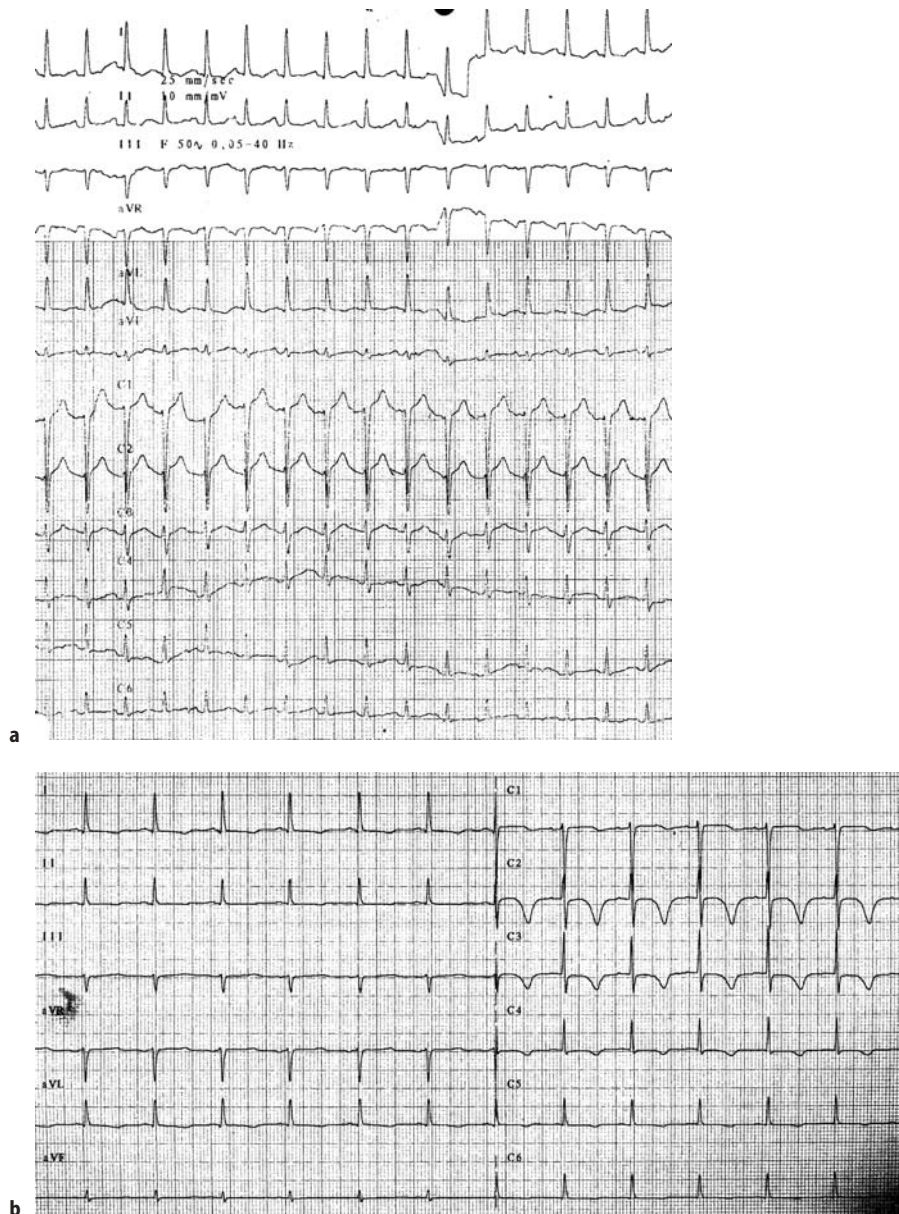 I
25 mm/sec
II 10 mm/mV
III F 50∿ 0.05-40 Hz
aVR
aVL
aVF
C1
C2
C3
C4
C5
C6
a
I C1
II C2
III C3
aVR C4
aVL C5
aVF C6
b